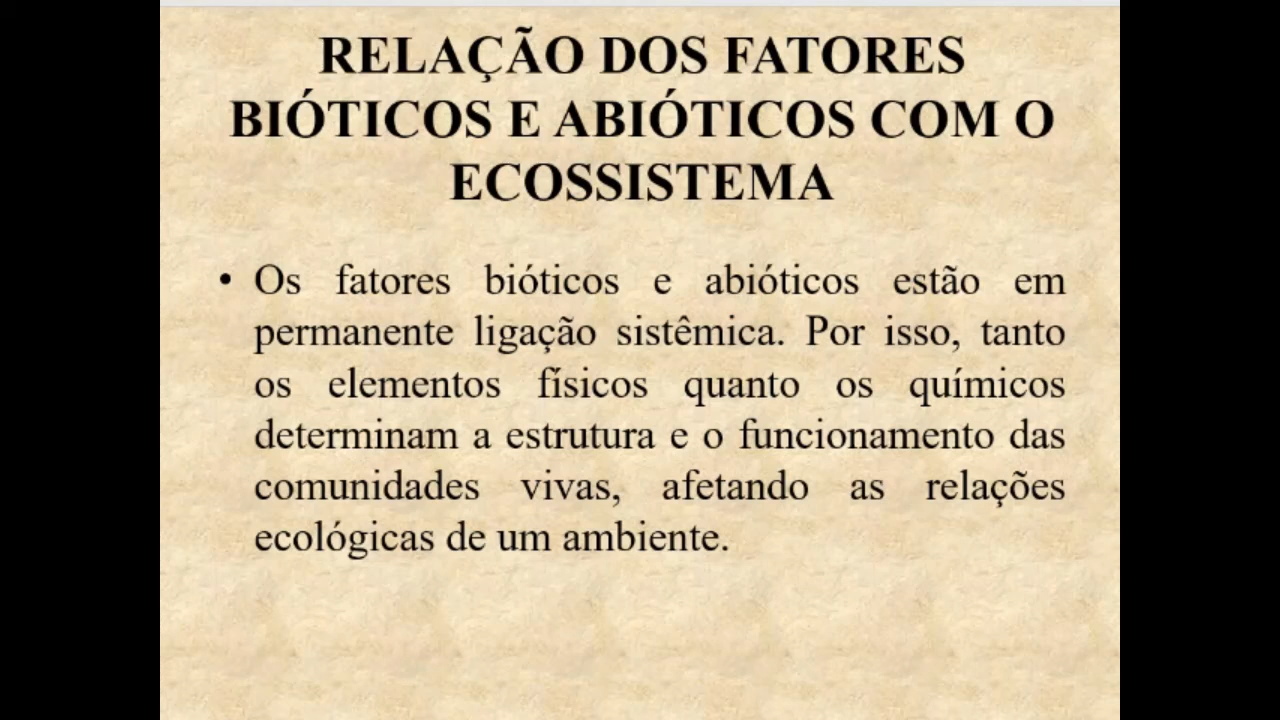 RELAÇÃO DOS FATORES
BIÓTICOS E ABIÓTICOS COM O
ECOSSISTEMA
• Os fatores bióticos e abióticos estão em
permanente ligação sistêmica. Por isso, tanto
os elementos físicos quanto os químicos
determinam a estrutura e o funcionamento das
comunidades vivas, afetando as relações
ecológicas de um ambiente.